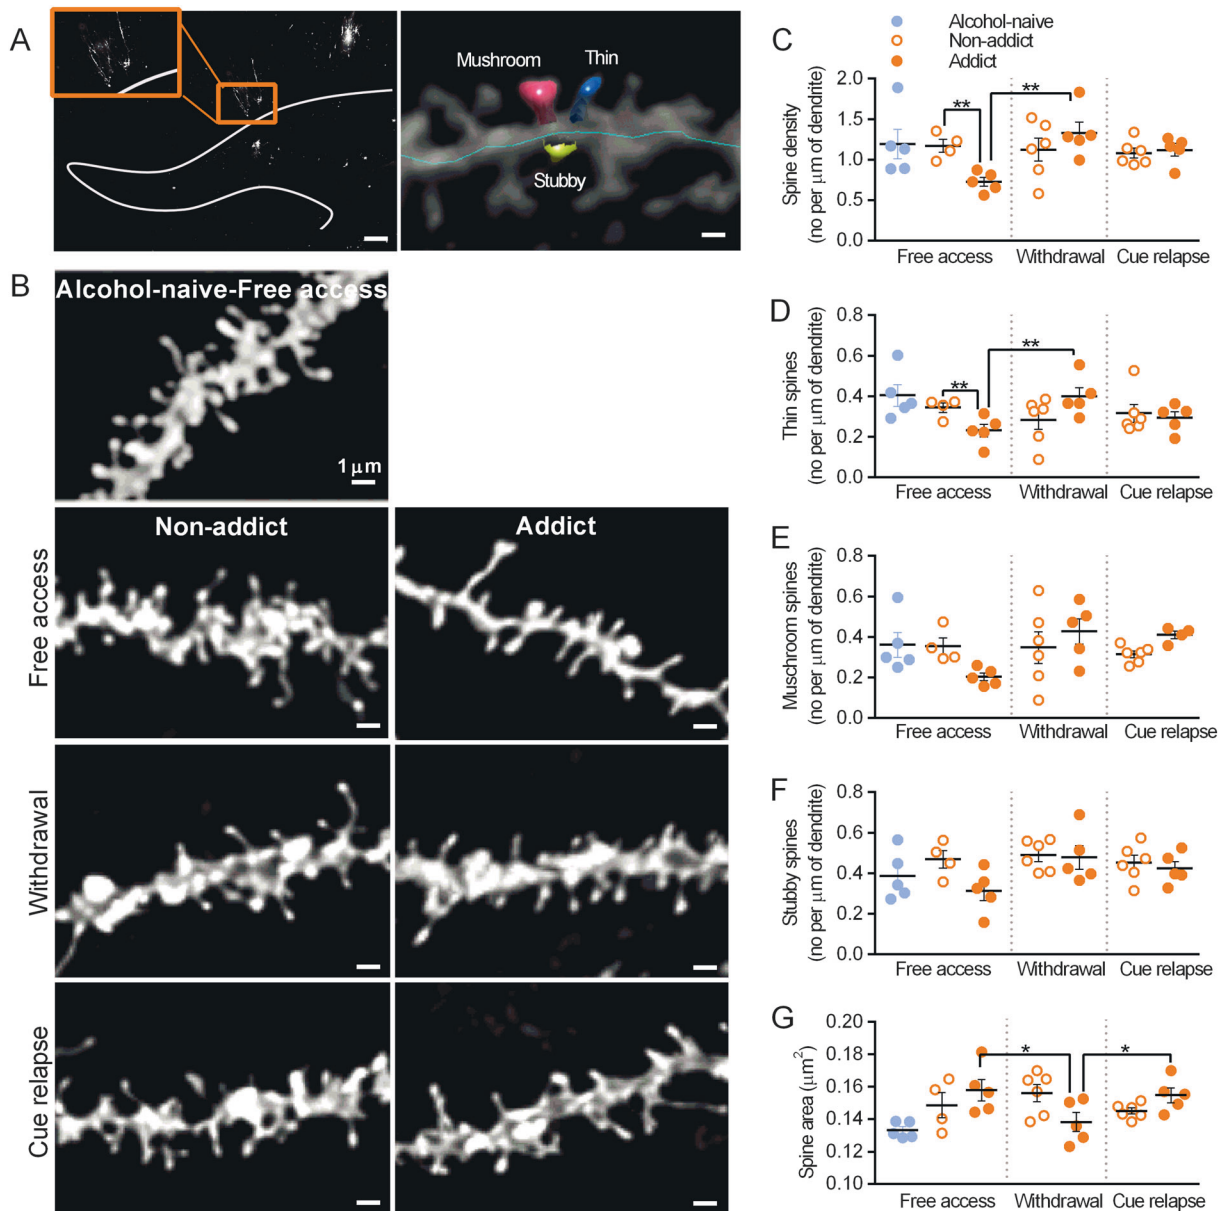 A
Mushroom
Thin
Stubby
B
Alcohol-naive-Free access
1 μm
Non-addict
Addict
Free access
Withdrawal
Cue relapse
Alcohol-naive
Non-addict
Addict
C
Spine density
(no per μm of dendrite)
2.0
1.5
1.0
0.5
0.0
**
**
Free access
Withdrawal
Cue relapse
D
Thin spines
(no per μm of dendrite)
0.8
0.6
0.4
0.2
0.0
**
**
Free access
Withdrawal
Cue relapse
E
Muschroom spines
(no per μm of dendrite)
0.8
0.6
0.4
0.2
0.0
Free access
Withdrawal
Cue relapse
F
Stubby spines
(no per μm of dendrite)
0.8
0.6
0.4
0.2
0.0
Free access
Withdrawal
Cue relapse
G
Spine area (μm²)
0.20
0.18
0.16
0.14
0.12
0.10
*
*
Free access
Withdrawal
Cue relapse